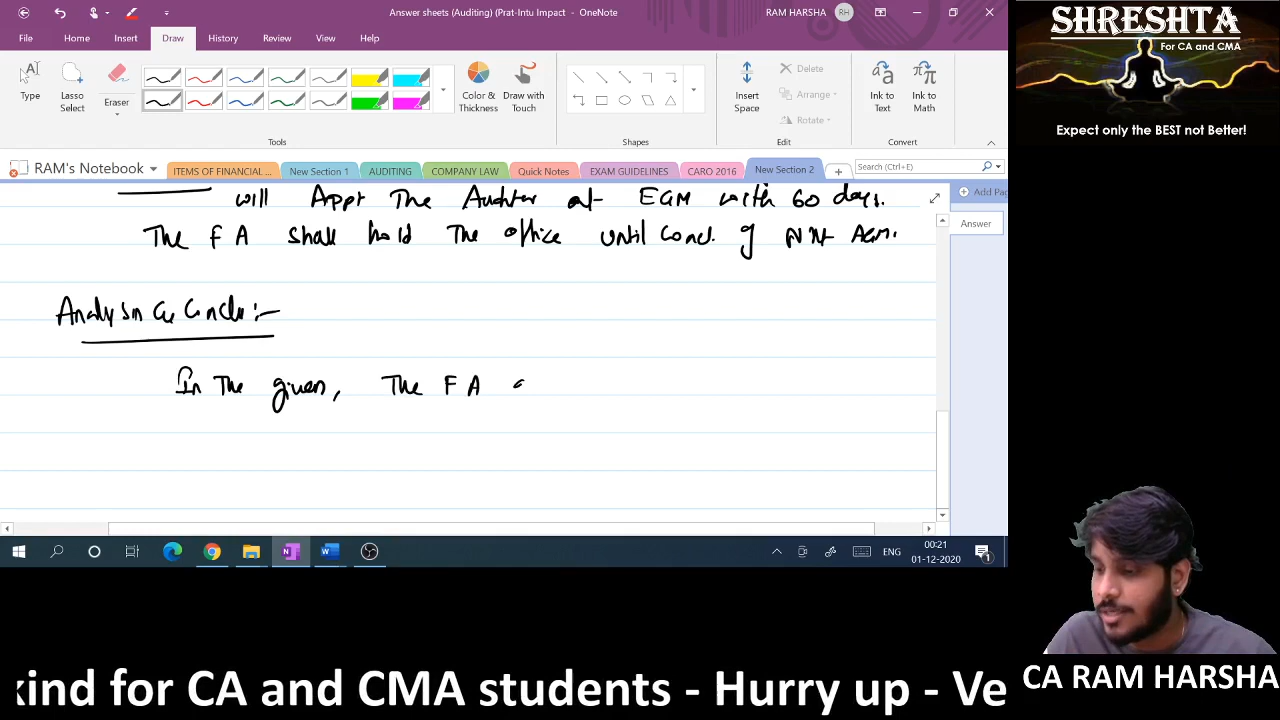 Answer sheets (Auditing) (Prat-Intu Impact - OneNote
RAM HARSHA
RH
File
Home
Insert
Draw
History
Review
View
Help
Type
Lasso
Select
Eraser
Color &
Thickness
Draw with
Touch
Insert
Space
Delete
Arrange
Rotate
Ink to
Text
Ink to
Math
Tools
Shapes
Edit
Convert
RAM's Notebook
ITEMS OF FINANCIAL ...
New Section 1
AUDITING
COMPANY LAW
Quick Notes
EXAM GUIDELINES
CARO 2016
New Section 2
Search (Ctrl+E)
Add Pag
Answer
will Appt The Auditor at EGM with 60 days.
The F A shall hold The office until Concl. of AGM.
Analysis & Conclu :-
In The given, The F A
ENG
00:21
01-12-2020
1
SHRESHTA
For CA and CMA
Expect only the BEST not Better!
kind for CA and CMA students - Hurry up - Ve
CA RAM HARSHA